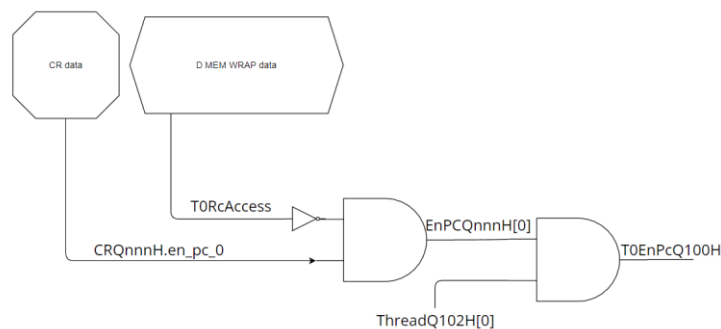 CR data
D MEM WRAP data
T0RcAccess
EnPCQnnnH[0]
CRQnnnH.en_pc_0
T0EnPcQ100H
ThreadQ102H[0]